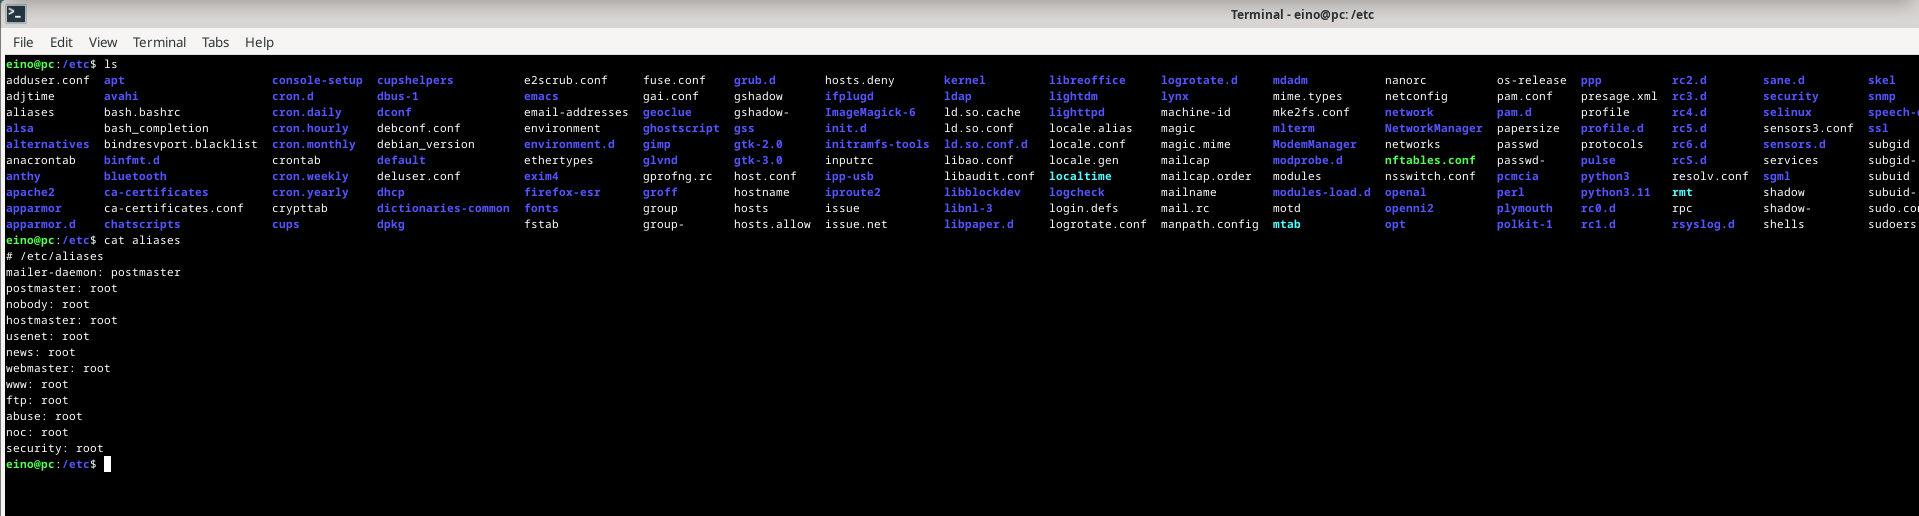 Terminal - eino@pc: /etc
File Edit View Terminal Tabs Help
eino@pc:/etc$ ls
adduser.conf apt console-setup cupshelpers e2scrub.conf fuse.conf grub.d hosts.deny kernel libreoffice logrotate.d mdadm nanorc os-release ppp rc2.d sane.d skel
adjtime avahi cron.d dbus-1 emacs gai.conf gshadow ifplugd ldap lightdm lynx mime.types netconfig pam.conf presage.xml rc3.d security snmp
aliases bash.bashrc cron.daily dconf email-addresses geoclue gshadow- ImageMagick-6 ld.so.cache lighttpd machine-id mke2fs.conf network pam.d profile rc4.d selinux speech-
alsa bash_completion cron.hourly debconf.conf environment ghostscript gss init.d ld.so.conf locale.alias magic mlterm NetworkManager papersize profile.d rc5.d sensors3.conf ssl
alternatives bindresvport.blacklist cron.monthly debian_version environment.d gimp gtk-2.0 initramfs-tools ld.so.conf.d locale.conf magic.mime ModemManager networks passwd protocols rc6.d sensors.d subgid
anacrontab binfmt.d crontab default ethertypes glvnd gtk-3.0 inputrc libao.conf locale.gen mailcap modprobe.d nftables.conf passwd- pulse rcS.d services subgid-
anthy bluetooth cron.weekly deluser.conf exim4 gprofng.rc host.conf ipp-usb libaudit.conf localtime mailcap.order modules nsswitch.conf pcmcia python3 resolv.conf sgml subuid
apache2 ca-certificates cron.yearly dhcp firefox-esr groff hostname iproute2 libblockdev logcheck mailname modules-load.d openal perl python3.11 rmt shadow subuid-
apparmor ca-certificates.conf crypttab dictionaries-common fonts group hosts issue libnl-3 login.defs mail.rc motd openni2 plymouth rc0.d rpc shadow- sudo.co
apparmor.d chatscripts cups dpkg fstab group- hosts.allow issue.net libpaper.d logrotate.conf manpath.config mtab opt polkit-1 rc1.d rsyslog.d shells sudoers
eino@pc:/etc$ cat aliases
# /etc/aliases
mailer-daemon: postmaster
postmaster: root
nobody: root
hostmaster: root
usenet: root
news: root
webmaster: root
www: root
ftp: root
abuse: root
noc: root
security: root
eino@pc:/etc$